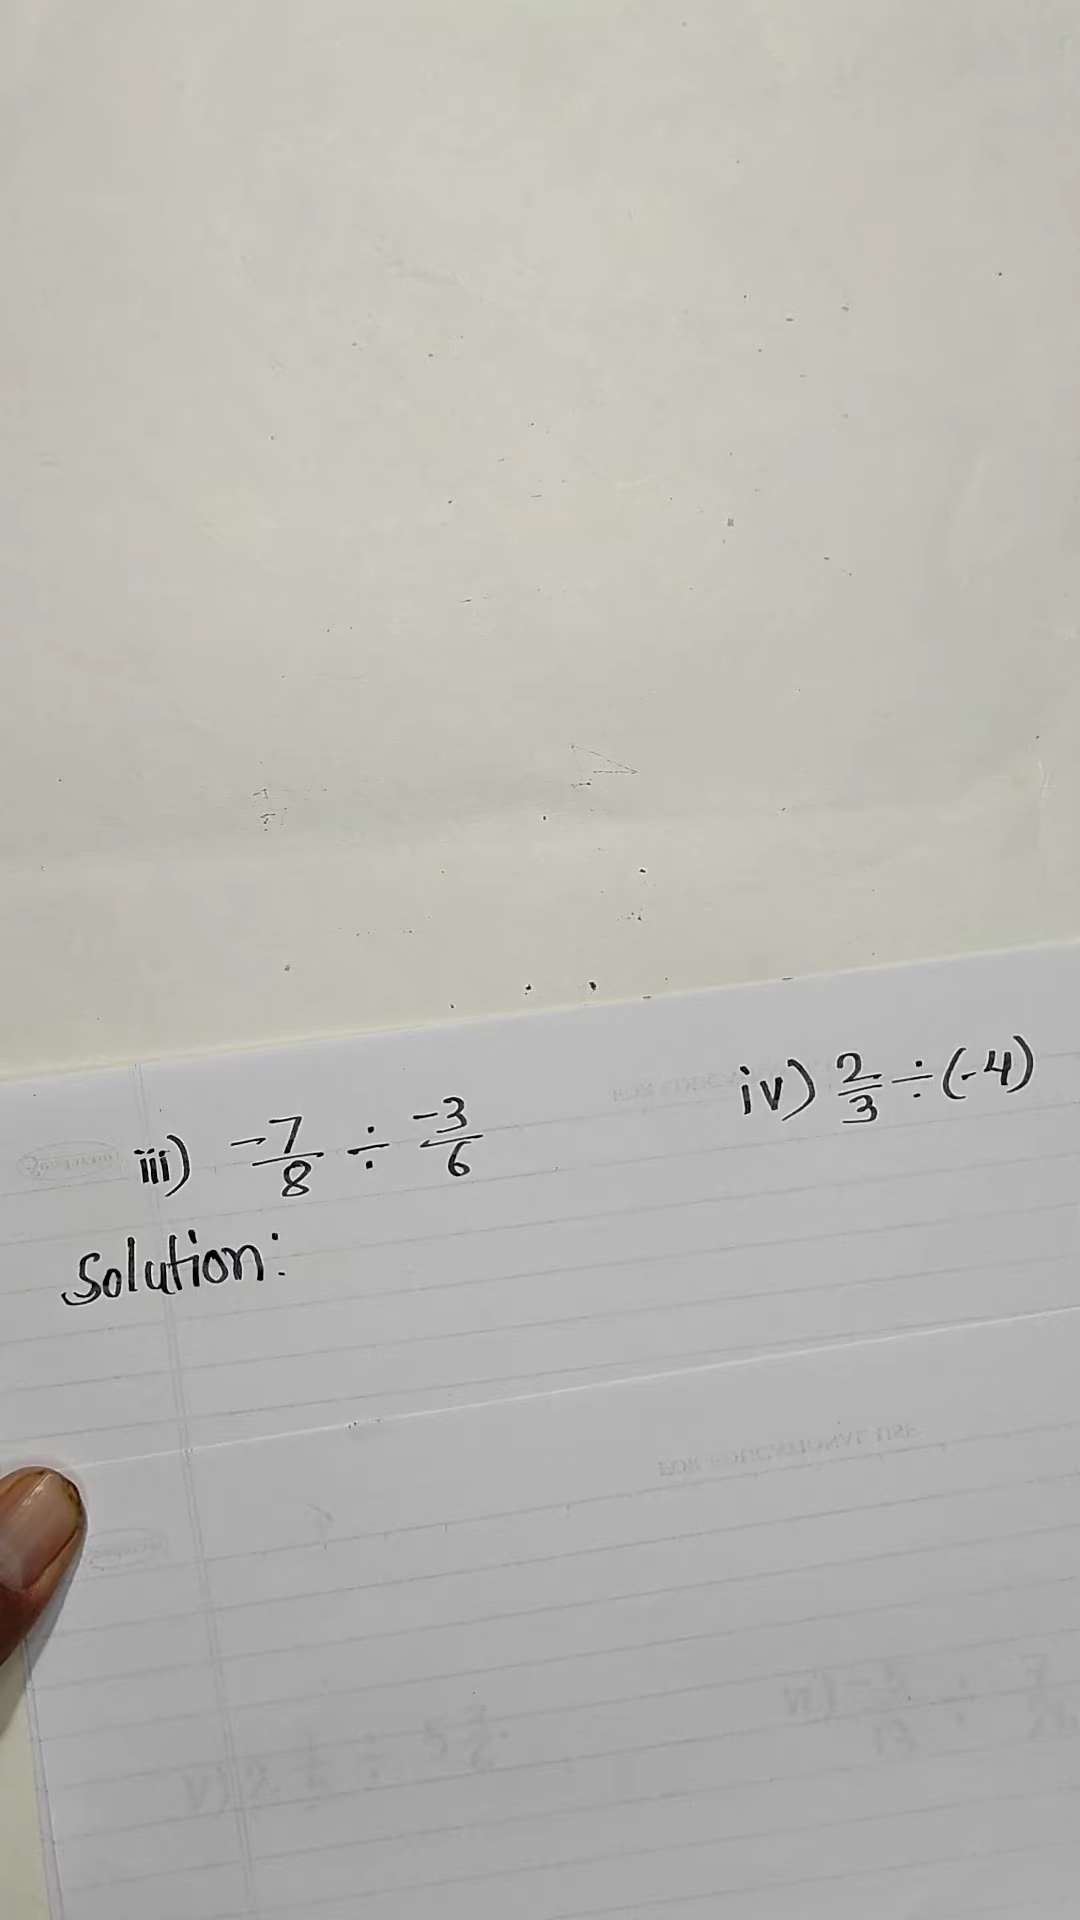 iii) -7/8 ÷ -3/6
iv) 2/3 ÷ (-4)
Solution: